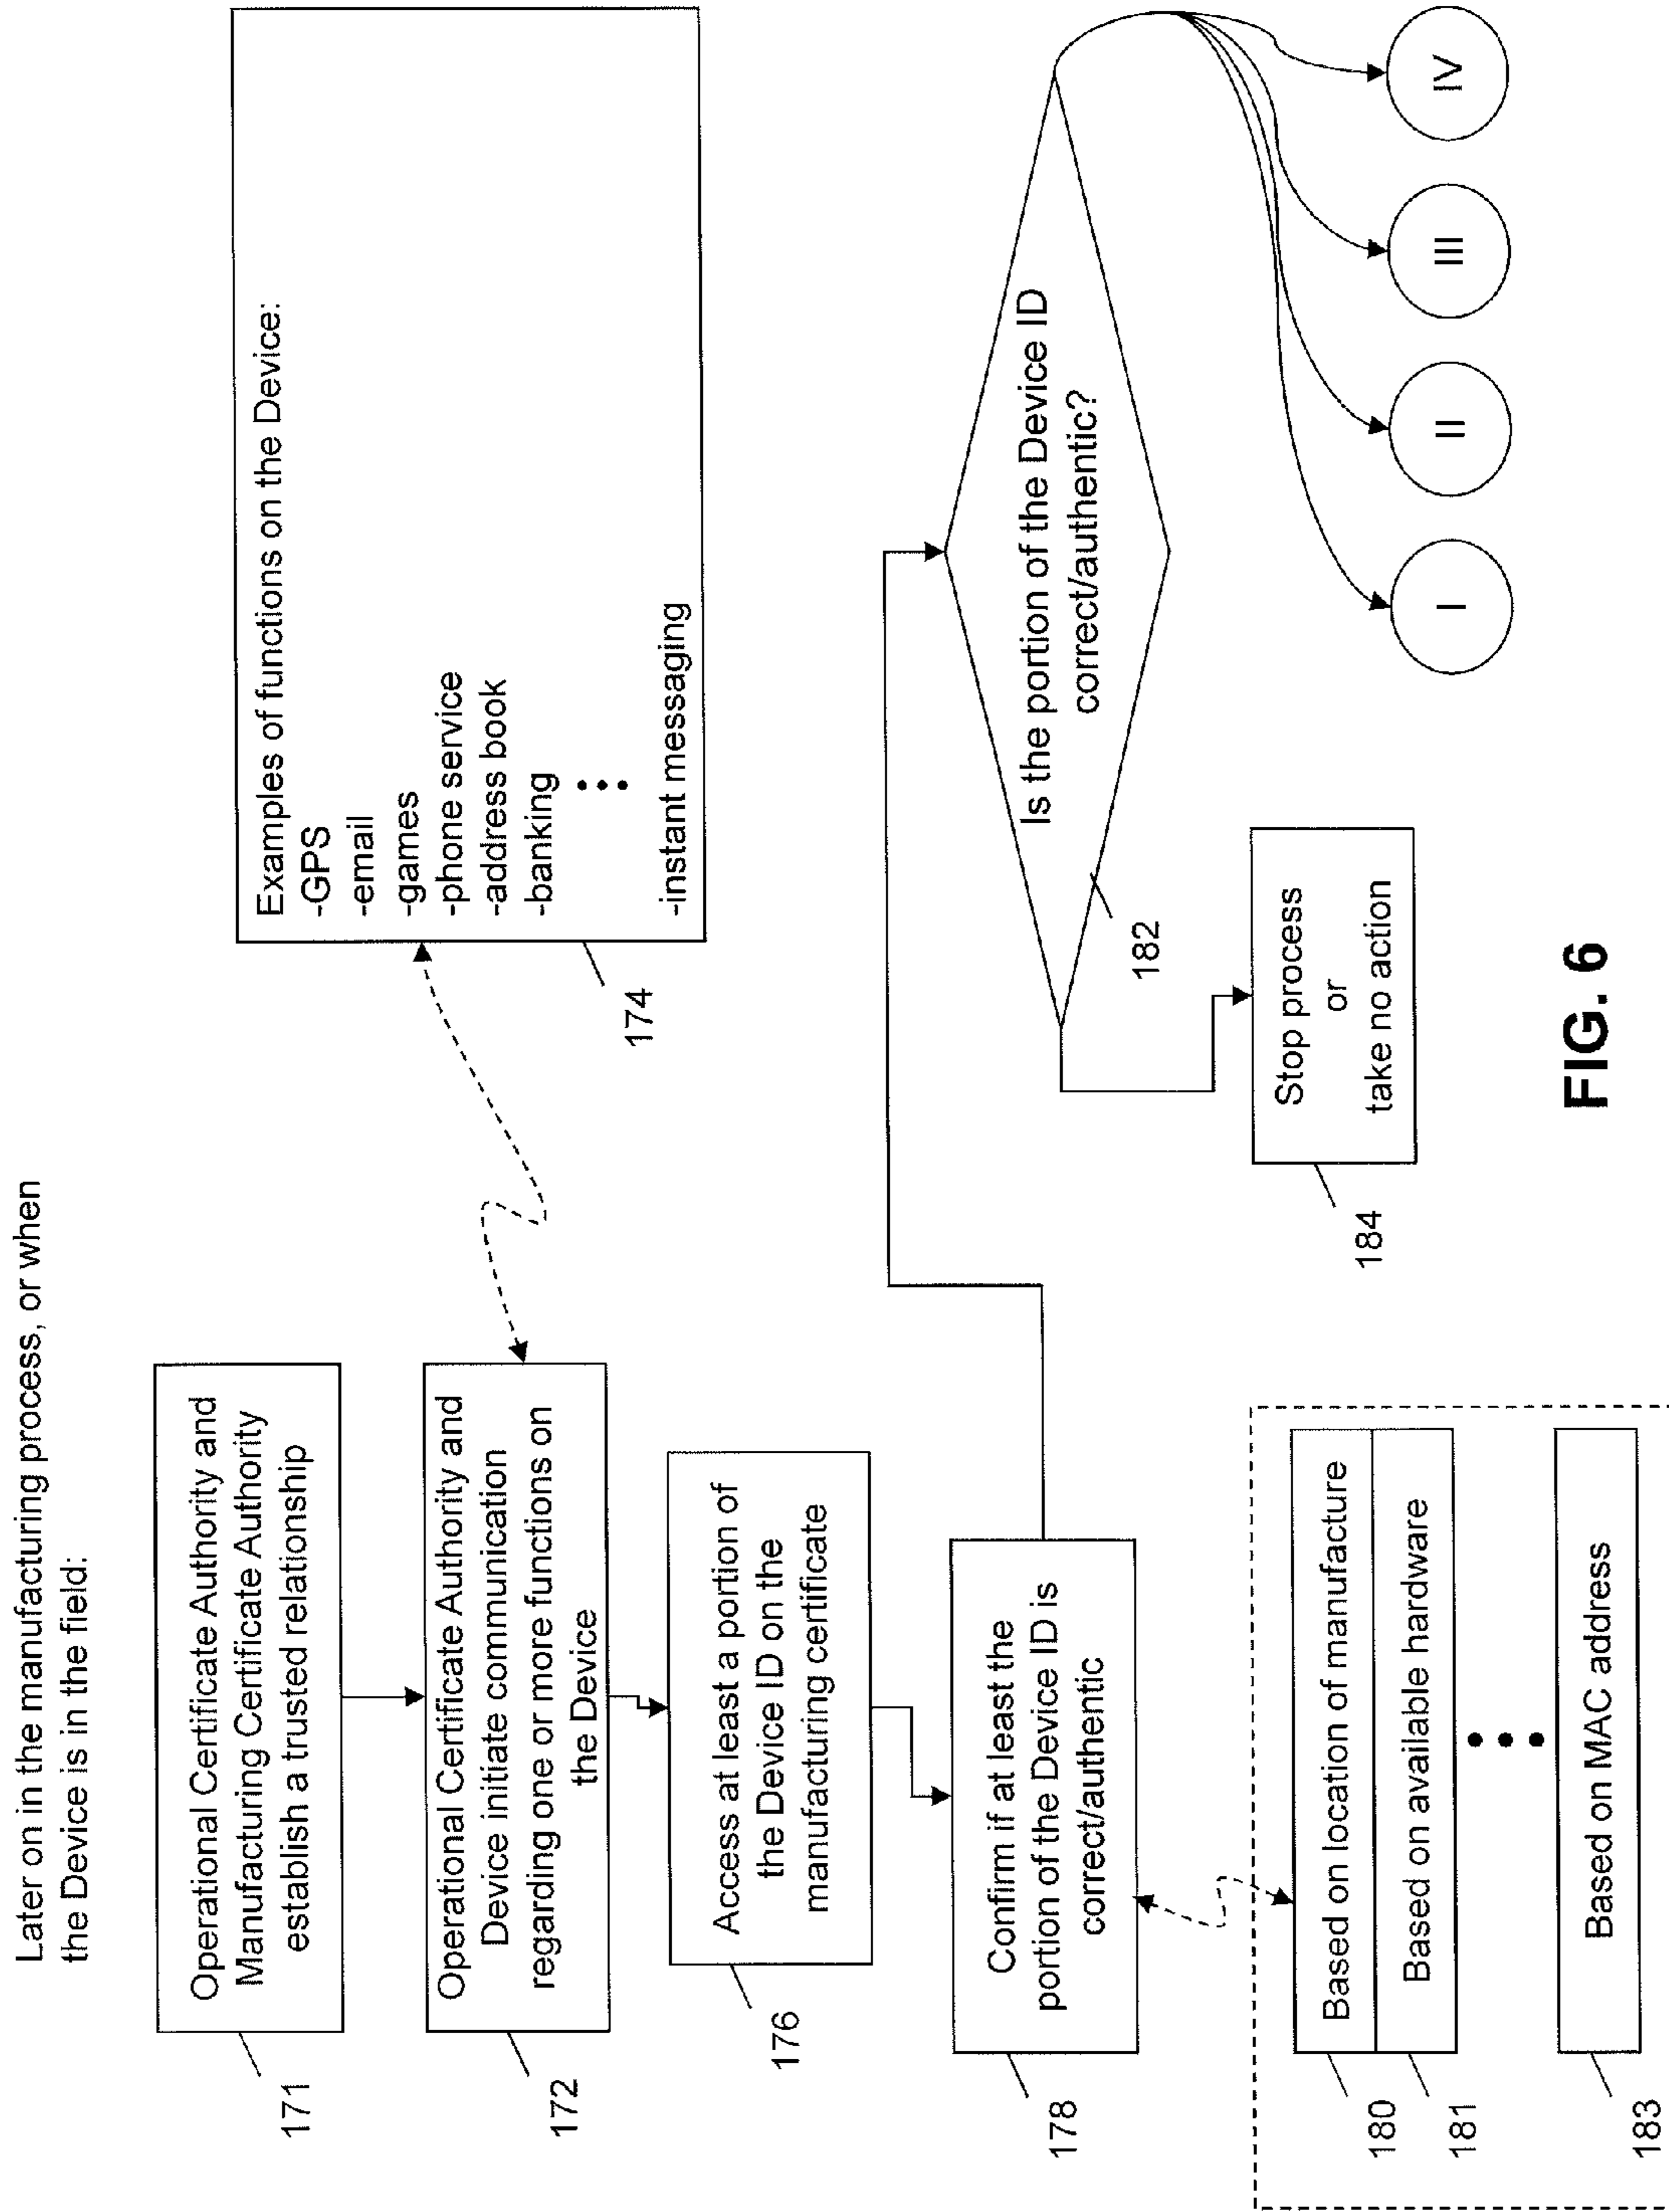 Later on in the manufacturing process, or when
the Device is in the field:
171
Operational Certificate Authority and
Manufacturing Certificate Authority
establish a trusted relationship
172
Operational Certificate Authority and
Device initiate communication
regarding one or more functions on
the Device
174
Examples of functions on the Device:
-GPS
-email
-games
-phone service
-address book
-banking
-instant messaging
176
Access at least a portion of
the Device ID on the
manufacturing certificate
178
Confirm if at least the
portion of the Device ID is
correct/authentic
180
Based on location of manufacture
181
Based on available hardware
183
Based on MAC address
Is the portion of the Device ID
correct/authentic?
182
Stop process
or
take no action
184
I
II
III
IV
FIG. 6